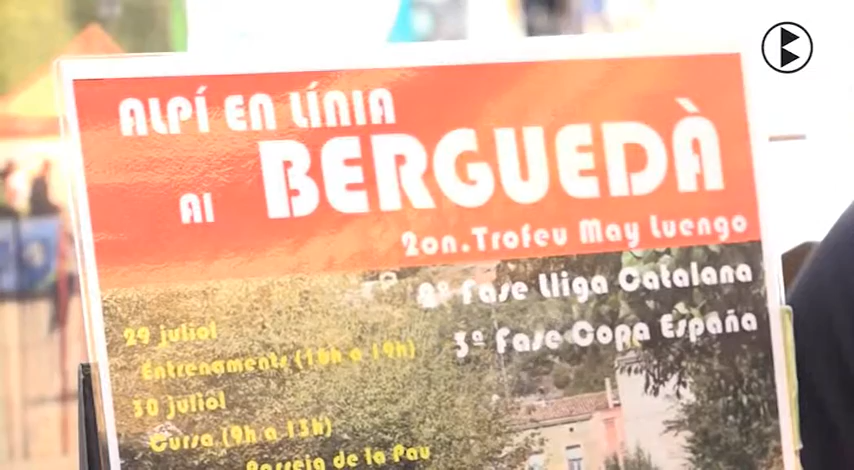 ALPÍ EN LÍNIA
Al BERGUEDÀ
2on. Trofeu May Luengo
2ª Fase Lliga Catalana
3ª Fase Copa España
29 juliol
Entrenaments (16h a 19h)
30 juliol
Cursa (9h a 13h)
Passeig de la Pau